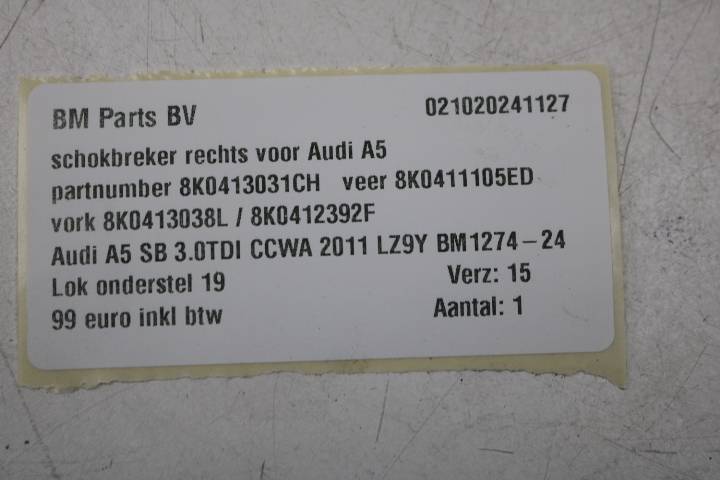 BM Parts BV 021020241127
schokbreker rechts voor Audi A5
partnumber 8K0413031CH veer 8K0411105ED
vork 8K0413038L / 8K0412392F
Audi A5 SB 3.0TDI CCWA 2011 LZ9Y BM1274-24
Lok onderstel 19 Verz: 15
99 euro inkl btw Aantal: 1